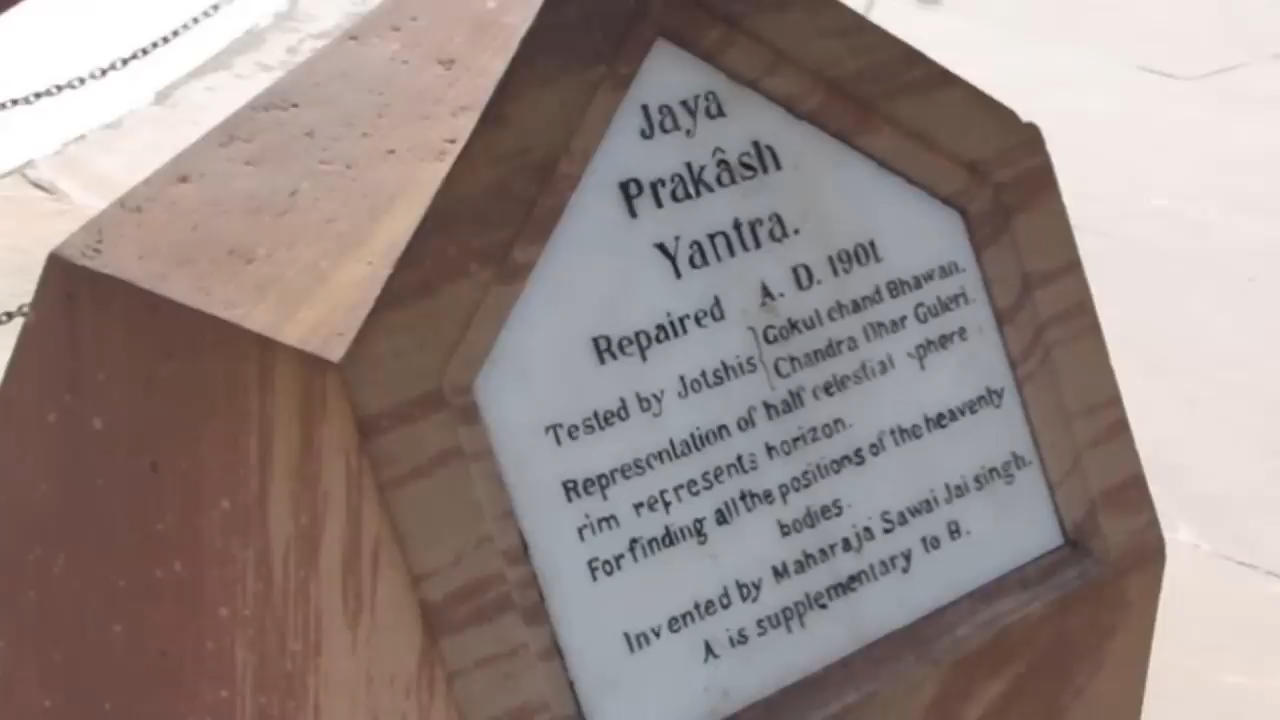 Jaya
Prakâsh
Yantra.
Repaired A. D. 1901
Tested by Jotshis { Gokul chand Bhawan.
Chandra Dhar Guleri.
Representation of half celestial sphere
rim represents horizon.
For finding all the positions of the heavenly
bodies.
Invented by Maharaja Sawai Jai singh.
A is supplementary to B.